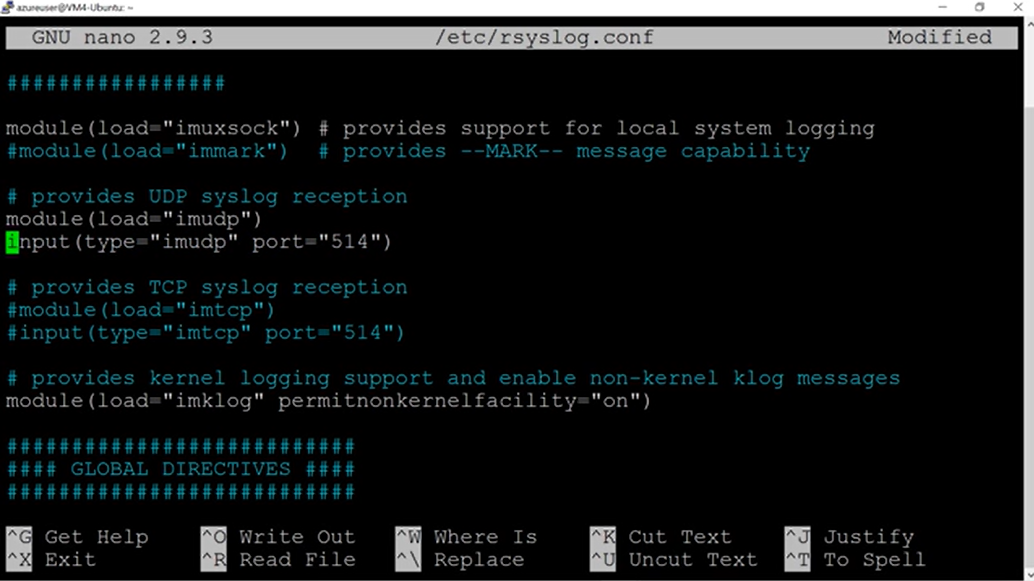 azureuser@VM4-Ubuntu: ~
GNU nano 2.9.3 /etc/rsyslog.conf Modified
#################
module(load="imuxsock") # provides support for local system logging
#module(load="immark")  # provides --MARK-- message capability
# provides UDP syslog reception
module(load="imudp")
input(type="imudp" port="514")
# provides TCP syslog reception
#module(load="imtcp")
#input(type="imtcp" port="514")
# provides kernel logging support and enable non-kernel klog messages
module(load="imklog" permitnonkernelfacility="on")
###########################
#### GLOBAL DIRECTIVES ####
###########################
^G Get Help ^O Write Out ^W Where Is ^K Cut Text ^J Justify
^X Exit ^R Read File ^\ Replace ^U Uncut Text ^T To Spell